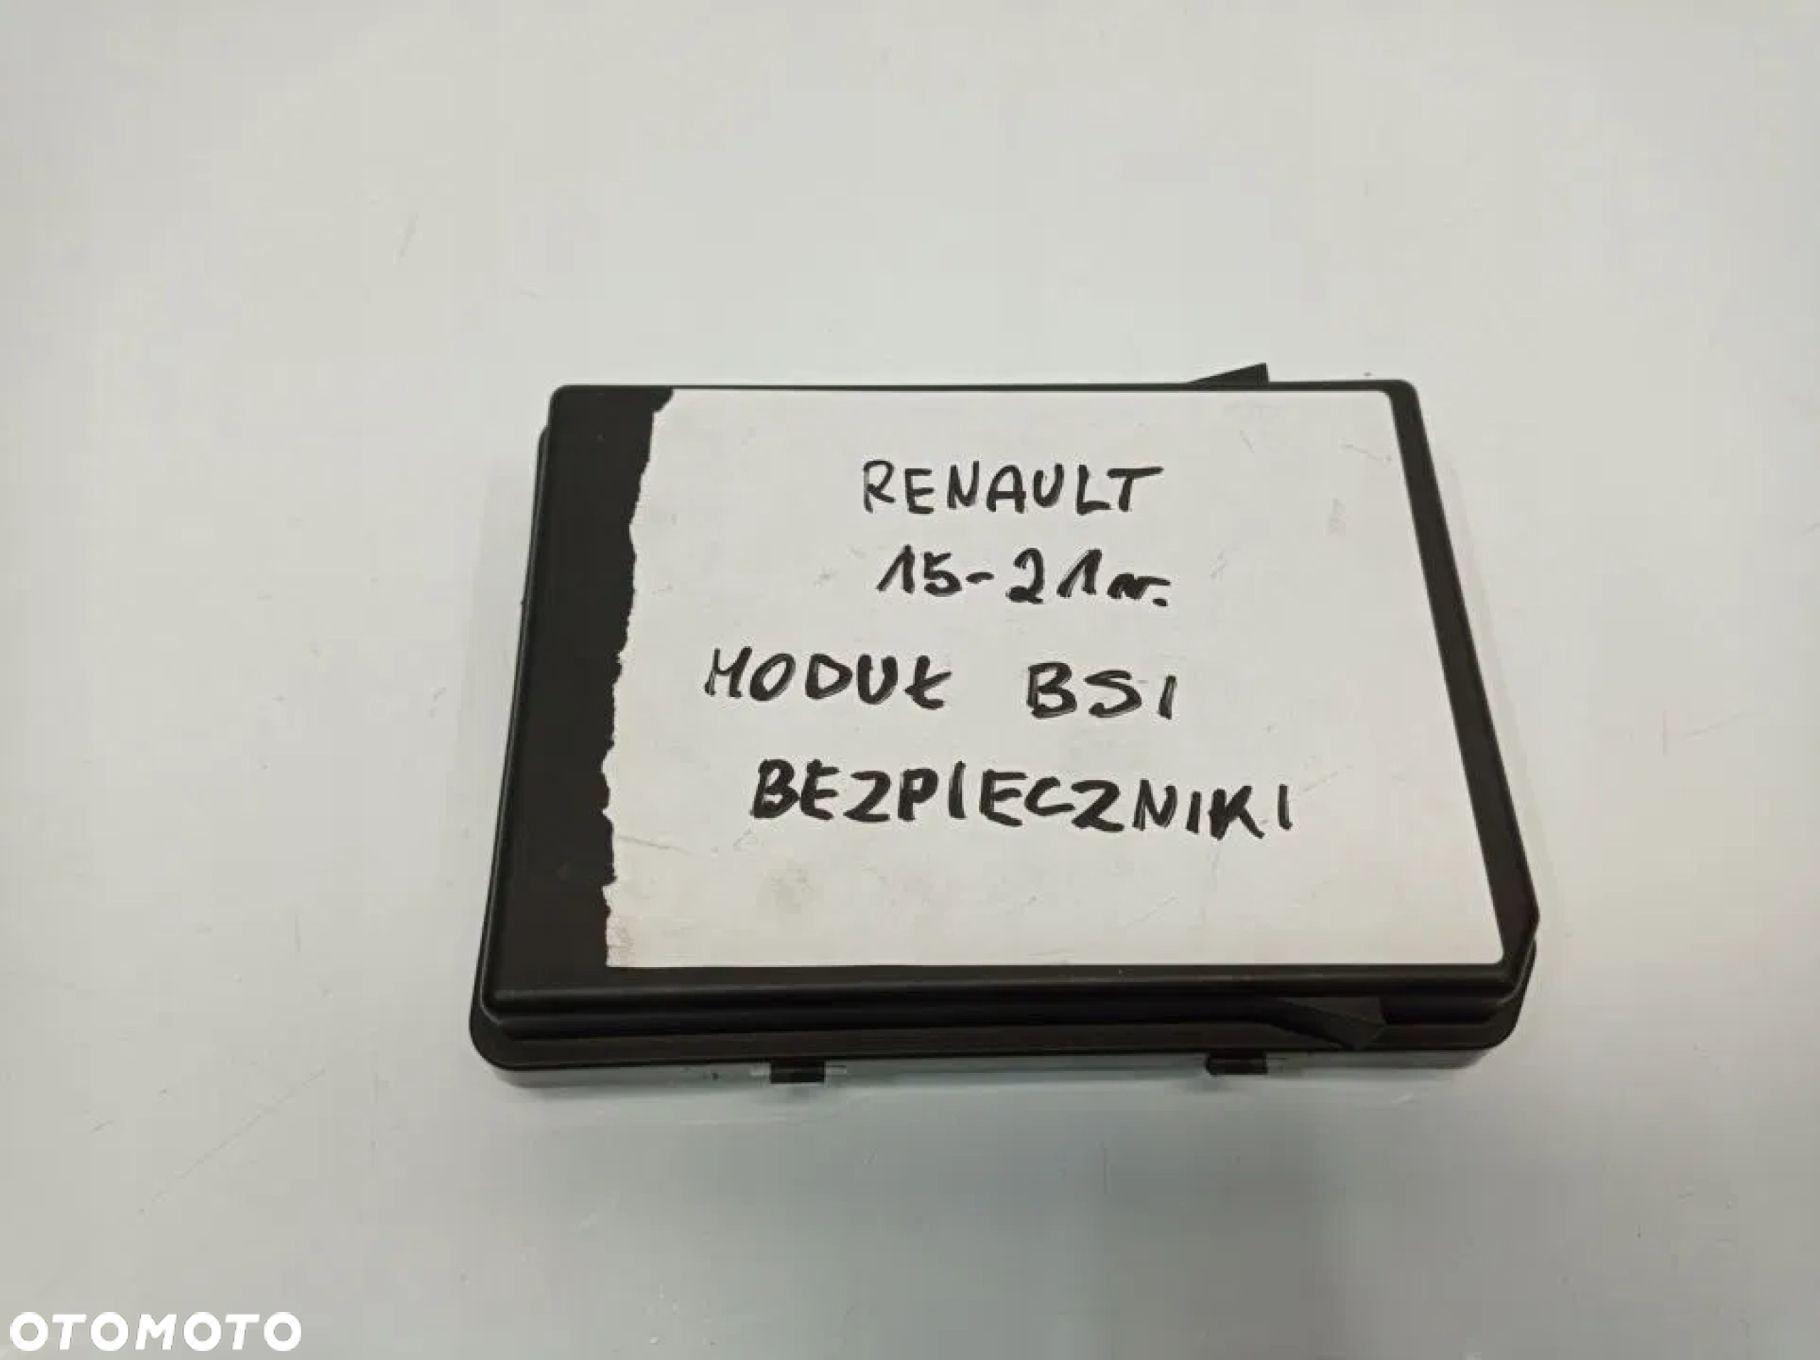 RENAULT
15-21r.
MODUŁ BSI
BEZPIECZNIKI
OTOMOTO